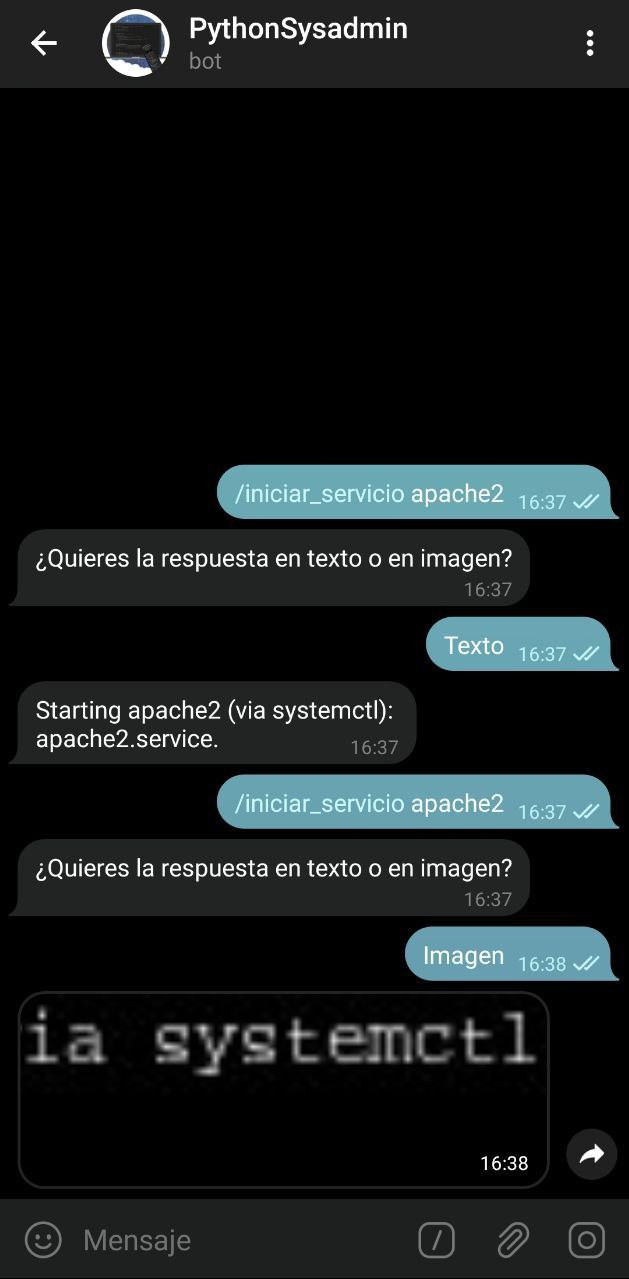 PythonSysadmin
bot
/iniciar_servicio apache2 16:37
¿Quieres la respuesta en texto o en imagen?
16:37
Texto 16:37
Starting apache2 (via systemctl):
apache2.service. 16:37
/iniciar_servicio apache2 16:37
¿Quieres la respuesta en texto o en imagen?
16:37
Imagen 16:38
ia systemctl
16:38
Mensaje